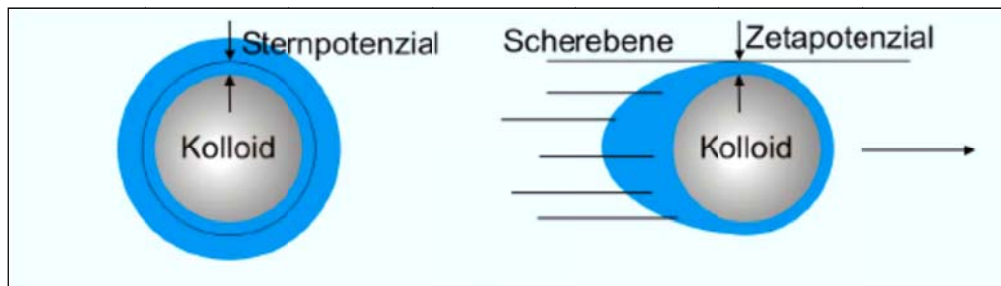 Sternpotenzial
Scherebene
Zetapotenzial
Kolloid
Kolloid